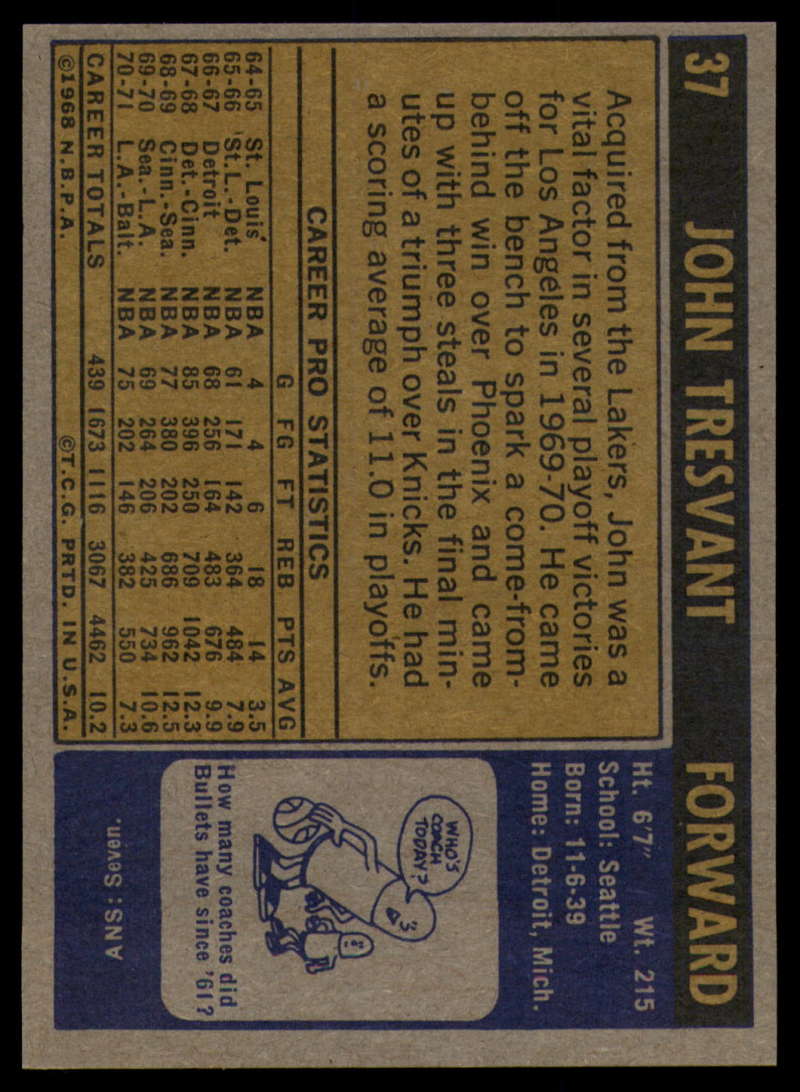 37 JOHN TRESVANT FORWARD
Acquired from the Lakers, John was a
vital factor in several playoff victories
for Los Angeles in 1969-70. He came
off the bench to spark a come-from-
behind win over Phoenix and came
up with three steals in the final min-
utes of a triumph over Knicks. He had
a scoring average of 11.0 in playoffs.
CAREER PRO STATISTICS
G FG FT REB PTS AVG
64-65 St. Louis NBA 4 4 6 18 14 3.5
65-66 St.L.-Det. NBA 61 171 142 364 484 7.9
66-67 Detroit NBA 68 256 164 483 676 9.9
67-68 Det.-Cinn. NBA 85 396 250 709 1042 12.3
68-69 Cinn.-Sea. NBA 77 380 202 686 962 12.5
69-70 Sea.-L.A. NBA 69 264 206 425 734 10.6
70-71 L.A.-Balt. NBA 75 202 146 382 550 7.3
CAREER TOTALS 439 1673 1116 3067 4462 10.2
©1968 N.B.P.A. ©T.C.G. PRTD. IN U.S.A.
Ht. 6'7" Wt. 215
School: Seattle
Born: 11-6-39
Home: Detroit, Mich.
WHO'S
COACH
TODAY?
How many coaches did
Bullets have since '61?
ANS: Seven.